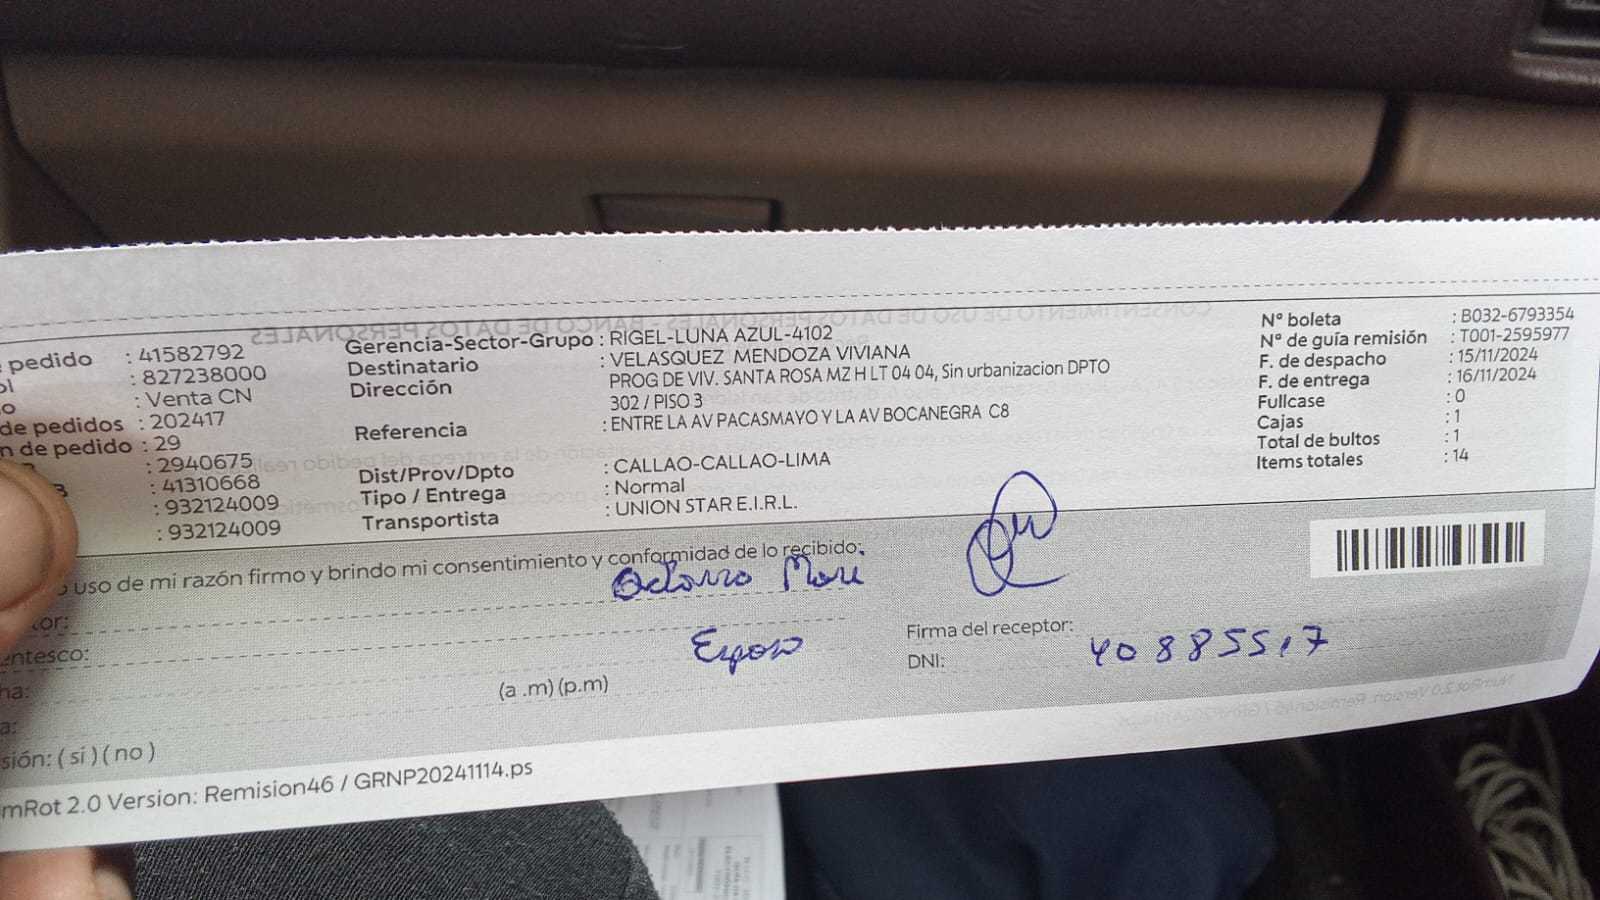 pedido : 41582792
: 827238000
o : Venta CN
de pedidos : 202417
n de pedido : 29
: 2940675
: 41310668
: 932124009
: 932124009
Gerencia-Sector-Grupo : RIGEL-LUNA AZUL-4102
Destinatario : VELASQUEZ MENDOZA VIVIANA
Dirección PROG DE VIV. SANTA ROSA MZ H LT 04 04, Sin urbanizacion DPTO
302 / PISO 3
Referencia : ENTRE LA AV PACASMAYO Y LA AV BOCANEGRA C8
Dist/Prov/Dpto : CALLAO-CALLAO-LIMA
Tipo / Entrega : Normal
Transportista : UNION STAR E.I.R.L.
N° boleta : B032-6793354
N° de guía remisión : T001-2595977
F. de despacho : 15/11/2024
F. de entrega : 16/11/2024
Fullcase : 0
Cajas : 1
Total de bultos : 1
Items totales : 14
uso de mi razón firmo y brindo mi consentimiento y conformidad de lo recibido:
tor:
entesco: Esposo
ha: (a .m) (p.m)
a:
sión: ( sí ) ( no )
Firma del receptor:
DNI: 40885517
mRot 2.0 Version: Remision46 / GRNP20241114.ps